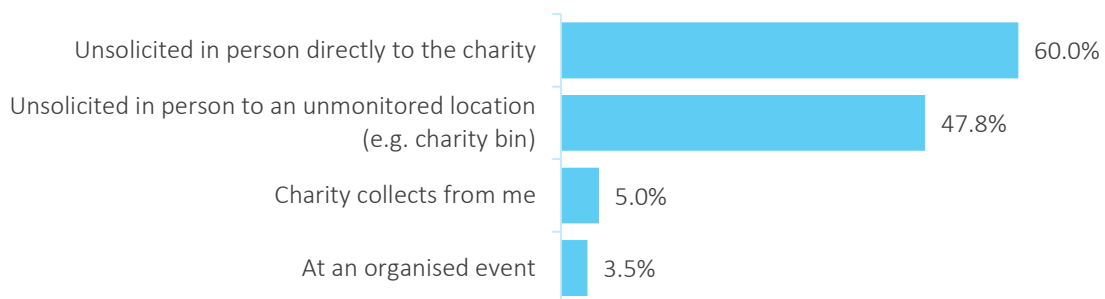 Unsolicited in person directly to the charity
60.0%
Unsolicited in person to an unmonitored location
(e.g. charity bin)
47.8%
Charity collects from me
5.0%
At an organised event
3.5%